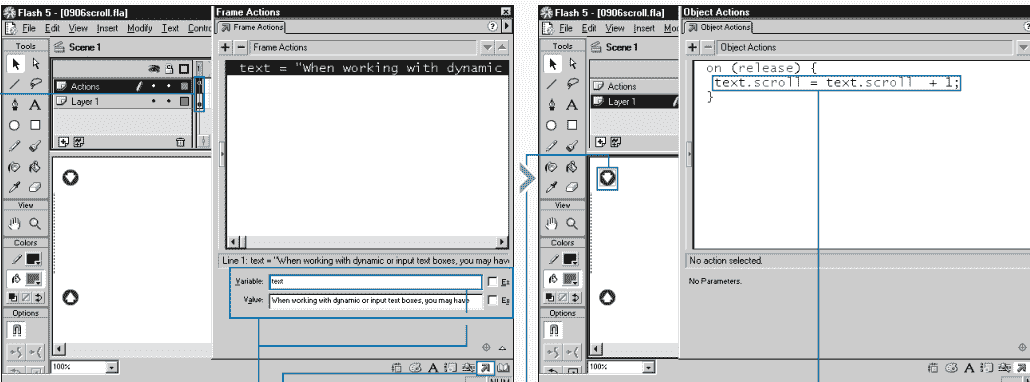 Flash 5 - [0906scroll.fla]
File Edit View Insert Modify Text Contro
Tools
Scene 1
Actions
Layer 1
View
Colors
Options
100%
Frame Actions
Frame Actions
Frame Actions
text = "When working with dynamic
Line 1: text = "When working with dynamic or input text boxes, you may have
Variable: text
Value: When working with dynamic or input text boxes, you may have
NUM
Flash 5 - [0906scroll.fla]
File Edit View Insert Mo
Tools
Scene 1
Actions
Layer 1
View
Colors
Options
100%
Object Actions
Object Actions
Object Actions
on (release) {
text.scroll = text.scroll + 1;
}
No action selected.
No Parameters.